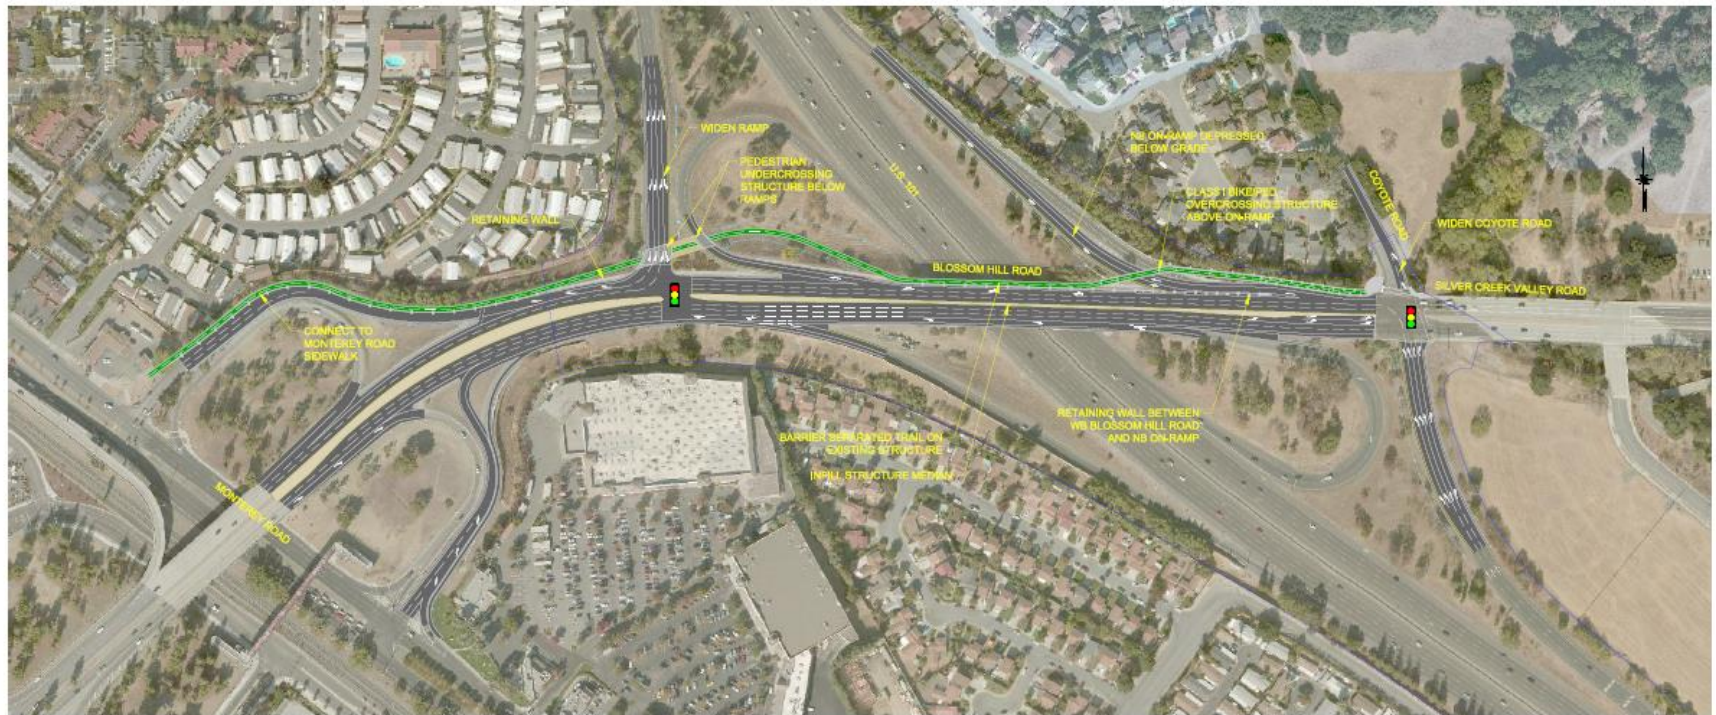 WIDEN RAMP
PEDESTRIAN
UNDERCROSSING
STRUCTURE BELOW
RAMPS
RETAINING WALL
U.S. 101
NB ON-RAMP DEPRESSED
BELOW GRADE
CLASS 1 BIKE/PED
OVERCROSSING STRUCTURE
ABOVE ON-RAMP
COYOTE ROAD
WIDEN COYOTE ROAD
BLOSSOM HILL ROAD
SILVER CREEK VALLEY ROAD
CONNECT TO
MONTEREY ROAD
SIDEWALK
RETAINING WALL BETWEEN
WB BLOSSOM HILL ROAD
AND NB ON-RAMP
BARRIER SEPARATED TRAIL ON
EXISTING STRUCTURE
INFILL STRUCTURE MEDIAN
MONTEREY ROAD